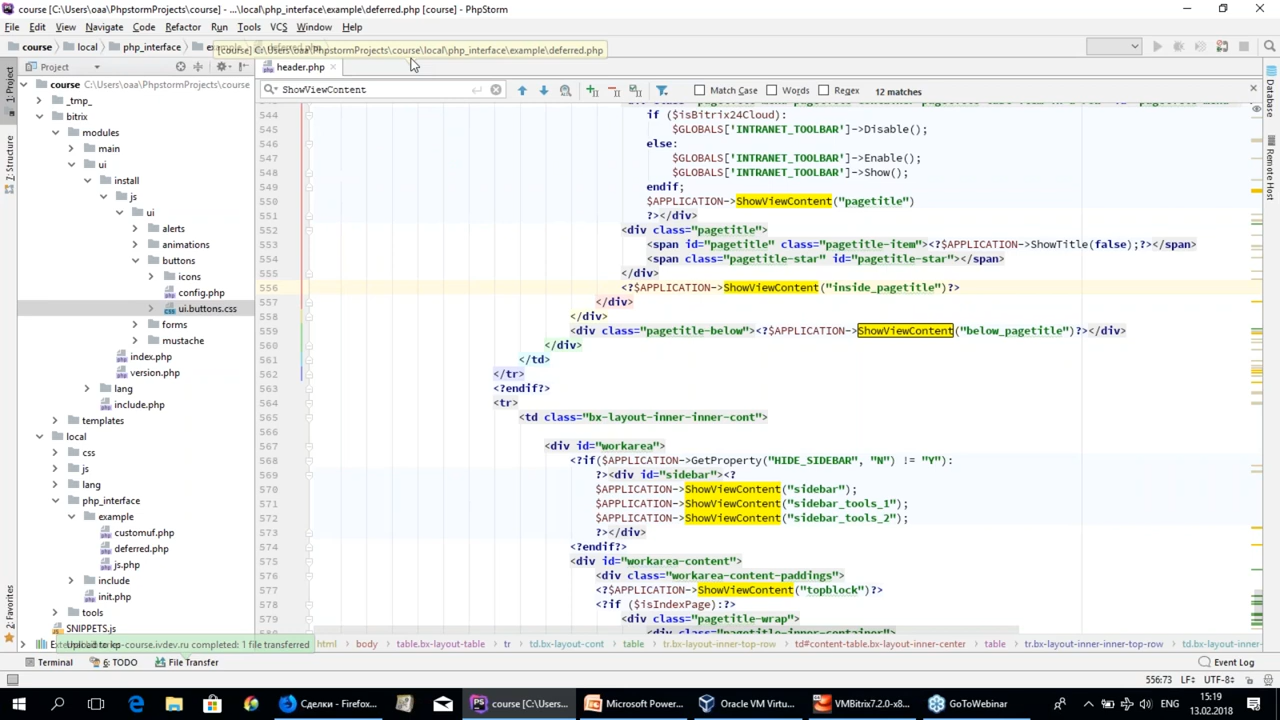 course [C:\Users\oaa\PhpstormProjects\course] - ...\local\php_interface\example\deferred.php [course] - PhpStorm
File Edit View Navigate Code Refactor Run Tools VCS Window Help
course local php_interface
[course] C:\Users\oaa\PhpstormProjects\course\local\php_interface\example\deferred.php
Project
header.php
ShowViewContent
Match Case Words Regex 12 matches
1: Project
Z: Structure
2: Favorites
Database
Remote Host
course C:\Users\oaa\PhpstormProjects\course
_tmp_
bitrix
modules
main
ui
install
js
ui
alerts
animations
buttons
icons
config.php
ui.buttons.css
forms
mustache
index.php
version.php
lang
include.php
templates
local
css
js
lang
php_interface
example
customuf.php
deferred.php
js.php
include
init.php
tools
SNIPPETS.js
544 if ($isBitrix24Cloud):
545 $GLOBALS['INTRANET_TOOLBAR']->Disable();
546 else:
547 $GLOBALS['INTRANET_TOOLBAR']->Enable();
548 $GLOBALS['INTRANET_TOOLBAR']->Show();
549 endif;
550 $APPLICATION->ShowViewContent("pagetitle")
551 ?></div>
552 <div class="pagetitle">
553 <span id="pagetitle" class="pagetitle-item"><?$APPLICATION->ShowTitle(false);?></span>
554 <span class="pagetitle-star" id="pagetitle-star"></span>
555 </div>
556 <?$APPLICATION->ShowViewContent("inside_pagetitle")?>
557 </div>
558 </div>
559 <div class="pagetitle-below"><?$APPLICATION->ShowViewContent("below_pagetitle")?></div>
560 </div>
561 </td>
562 </tr>
563 <?endif?>
564 <tr>
565 <td class="bx-layout-inner-inner-cont">
566
567 <div id="workarea">
568 <?if($APPLICATION->GetProperty("HIDE_SIDEBAR", "N") != "Y"):
569 ?><div id="sidebar"><?
570 $APPLICATION->ShowViewContent("sidebar");
571 $APPLICATION->ShowViewContent("sidebar_tools_1");
572 $APPLICATION->ShowViewContent("sidebar_tools_2");
573 ?></div>
574 <?endif?>
575 <div id="workarea-content">
576 <div class="workarea-content-paddings">
577 <?$APPLICATION->ShowViewContent("topblock")?>
578 <?if ($isIndexPage):?>
579 <div class="pagetitle-wrap">
<div class="pagetitle-inner-container">
Upload to kp-course.ivdev.ru completed: 1 file transferred
html body table.bx-layout-table tr td.bx-layout-cont table tr.bx-layout-inner-top-row td#content-table.bx-layout-inner-center table tr.bx-layout-inner-inner-top-row td.bx-layout-inner-
Terminal 6: TODO File Transfer Event Log
556:73 LF÷ UTF-8÷
Сделки - Firefox... course [C:\Users\... Microsoft Power... Oracle VM Virtu... VMBitrix7.2.0-x8... GoToWebinar
ENG 15:19
13.02.2018